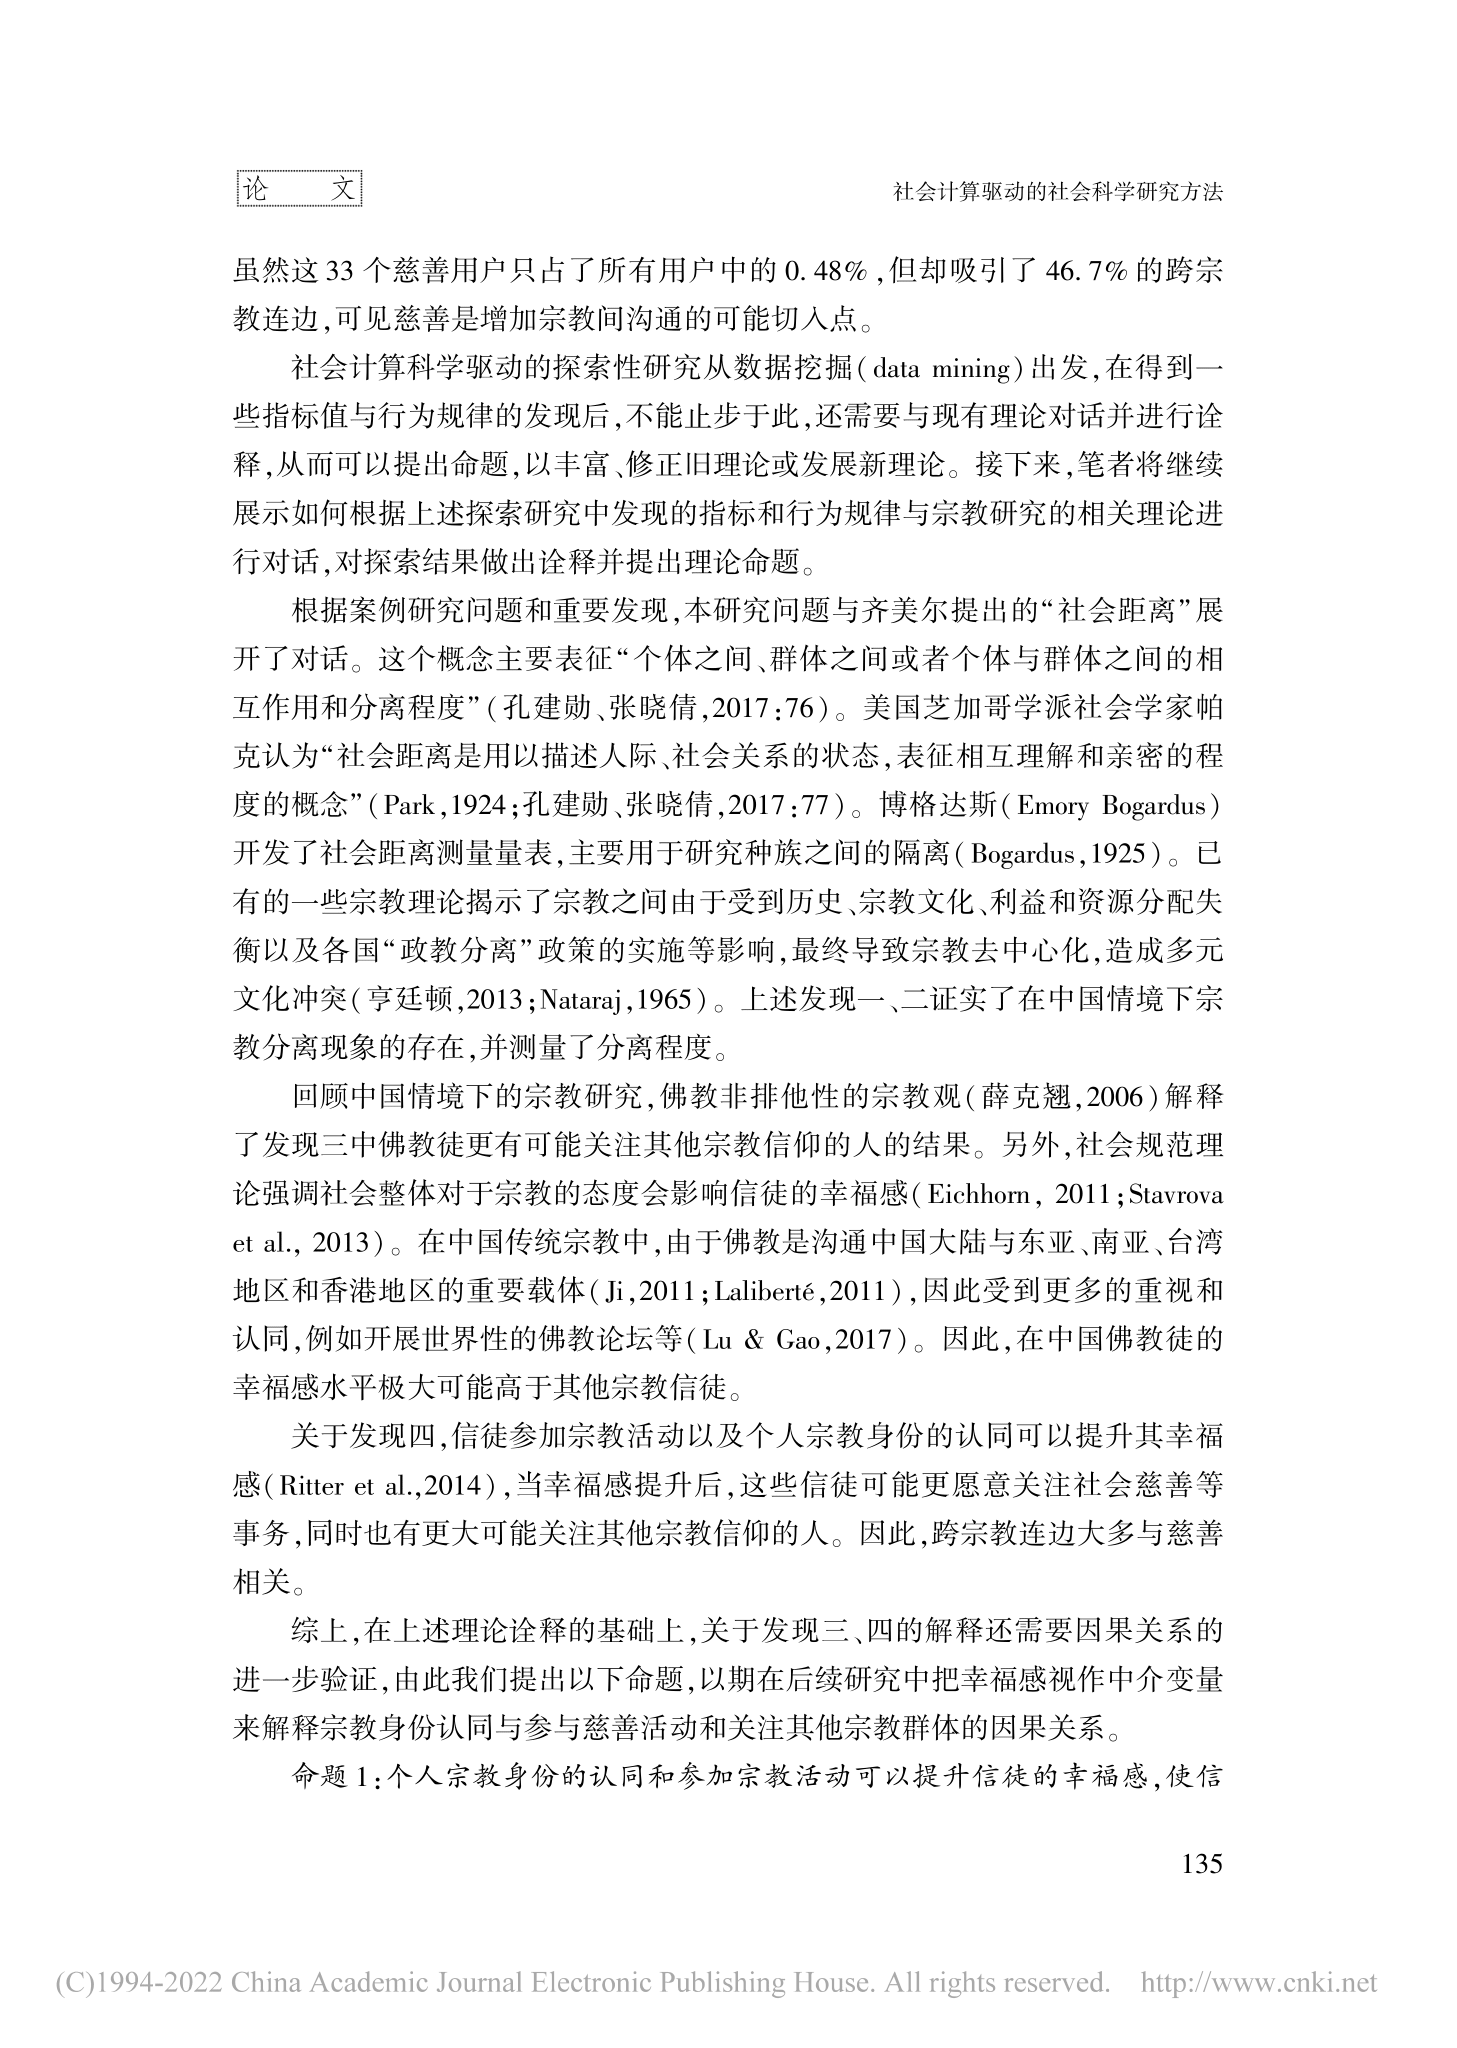 论 文
社会计算驱动的社会科学研究方法
虽然这 33 个慈善用户只占了所有用户中的 0.48%,但却吸引了 46.7% 的跨宗
教连边,可见慈善是增加宗教间沟通的可能切入点。
社会计算科学驱动的探索性研究从数据挖掘(data mining)出发,在得到一
些指标值与行为规律的发现后,不能止步于此,还需要与现有理论对话并进行诠
释,从而可以提出命题,以丰富、修正旧理论或发展新理论。接下来,笔者将继续
展示如何根据上述探索研究中发现的指标和行为规律与宗教研究的相关理论进
行对话,对探索结果做出诠释并提出理论命题。
根据案例研究问题和重要发现,本研究问题与齐美尔提出的“社会距离”展
开了对话。这个概念主要表征“个体之间、群体之间或者个体与群体之间的相
互作用和分离程度”(孔建勋、张晓倩,2017:76)。美国芝加哥学派社会学家帕
克认为“社会距离是用以描述人际、社会关系的状态,表征相互理解和亲密的程
度的概念”(Park,1924;孔建勋、张晓倩,2017:77)。博格达斯(Emory Bogardus)
开发了社会距离测量量表,主要用于研究种族之间的隔离(Bogardus,1925)。已
有的一些宗教理论揭示了宗教之间由于受到历史、宗教文化、利益和资源分配失
衡以及各国“政教分离”政策的实施等影响,最终导致宗教去中心化,造成多元
文化冲突(亨廷顿,2013;Nataraj,1965)。上述发现一、二证实了在中国情境下宗
教分离现象的存在,并测量了分离程度。
回顾中国情境下的宗教研究,佛教非排他性的宗教观(薛克翘,2006)解释
了发现三中佛教徒更有可能关注其他宗教信仰的人的结果。另外,社会规范理
论强调社会整体对于宗教的态度会影响信徒的幸福感(Eichhorn, 2011;Stavrova
et al., 2013)。在中国传统宗教中,由于佛教是沟通中国大陆与东亚、南亚、台湾
地区和香港地区的重要载体(Ji,2011;Laliberté,2011),因此受到更多的重视和
认同,例如开展世界性的佛教论坛等(Lu & Gao,2017)。因此,在中国佛教徒的
幸福感水平极大可能高于其他宗教信徒。
关于发现四,信徒参加宗教活动以及个人宗教身份的认同可以提升其幸福
感(Ritter et al.,2014),当幸福感提升后,这些信徒可能更愿意关注社会慈善等
事务,同时也有更大可能关注其他宗教信仰的人。因此,跨宗教连边大多与慈善
相关。
综上,在上述理论诠释的基础上,关于发现三、四的解释还需要因果关系的
进一步验证,由此我们提出以下命题,以期在后续研究中把幸福感视作中介变量
来解释宗教身份认同与参与慈善活动和关注其他宗教群体的因果关系。
命题 1:个人宗教身份的认同和参加宗教活动可以提升信徒的幸福感,使信
135
(C)1994-2022 China Academic Journal Electronic Publishing House. All rights reserved. http://www.cnki.net